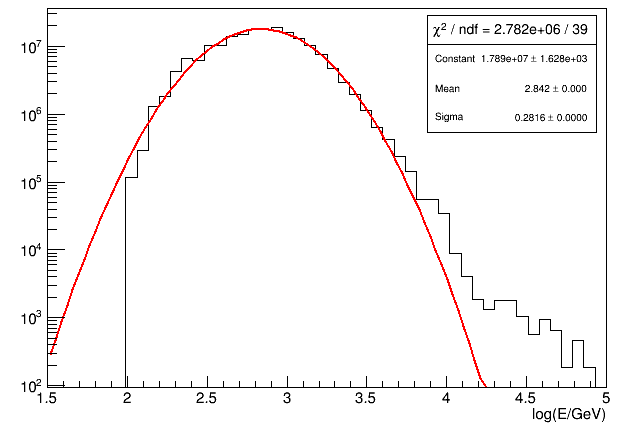 χ² / ndf = 2.782e+06 / 39
Constant 1.789e+07 ± 1.628e+03
Mean 2.842 ± 0.000
Sigma 0.2816 ± 0.0000
10⁷
10⁶
10⁵
10⁴
10³
10²
1.5 2 2.5 3 3.5 4 4.5 5
log(E/GeV)